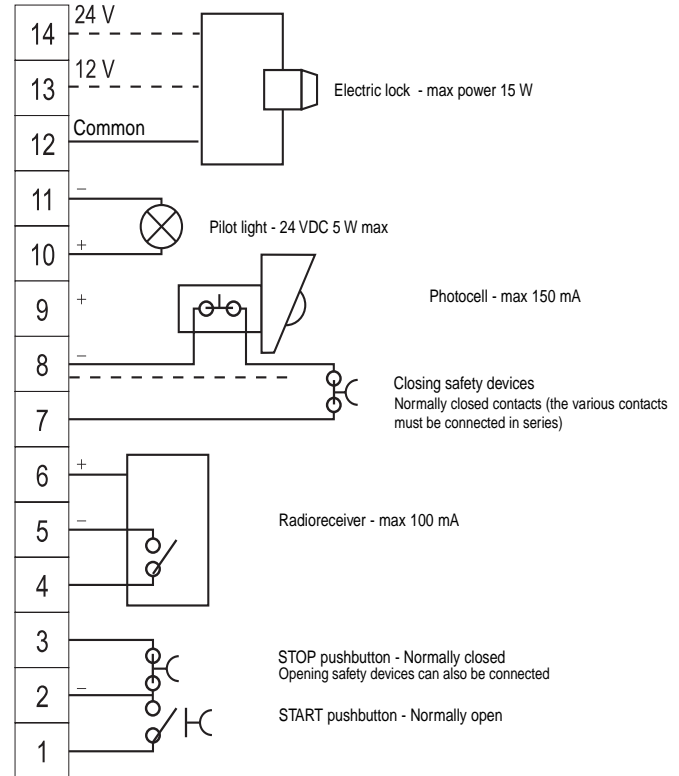 14 24 V
13 12 V
Electric lock - max power 15 W
12 Common
11 –
Pilot light - 24 VDC 5 W max
10 +
9 +
Photocell - max 150 mA
8 –
Closing safety devices
Normally closed contacts (the various contacts
must be connected in series)
7
6 +
5 –
Radioreceiver - max 100 mA
4
3
STOP pushbutton - Normally closed
Opening safety devices can also be connected
2 –
START pushbutton - Normally open
1